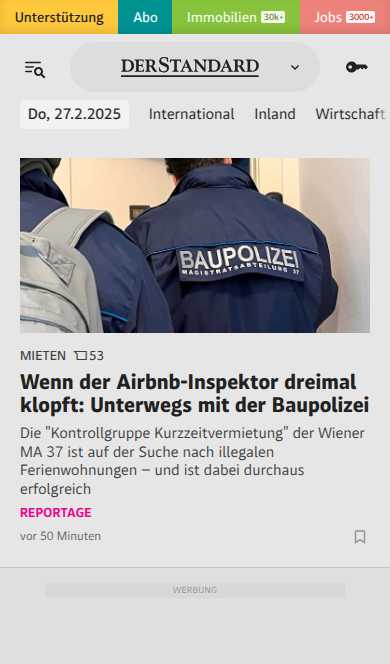 Unterstützung Abo Immobilien 30k+ Jobs 3000+
DERSTANDARD
Do, 27.2.2025 International Inland Wirtschaft
BAUPOLIZEI
MAGISTRATSABTEILUNG 37
MIETEN 53
Wenn der Airbnb-Inspektor dreimal
klopft: Unterwegs mit der Baupolizei
Die "Kontrollgruppe Kurzzeitvermietung" der Wiener
MA 37 ist auf der Suche nach illegalen
Ferienwohnungen – und ist dabei durchaus
erfolgreich
REPORTAGE
vor 50 Minuten
WERBUNG